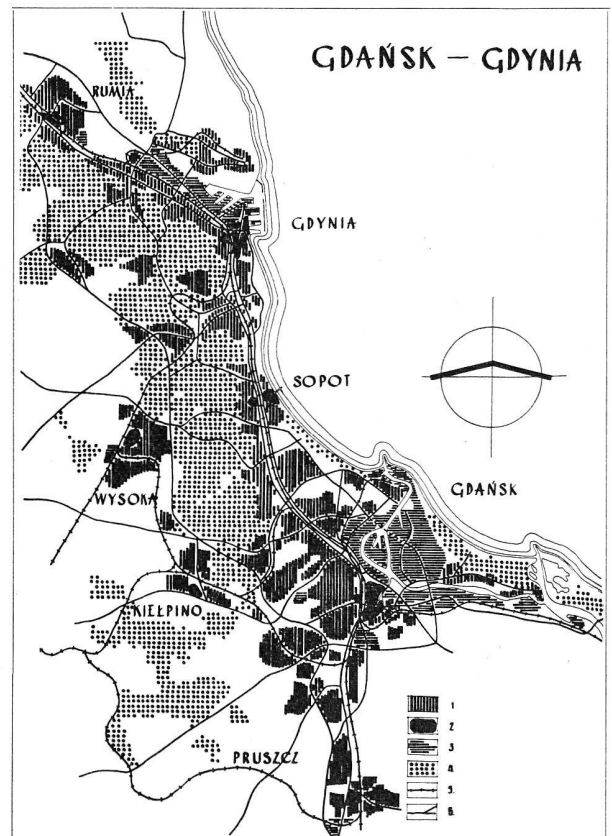 GDAŃSK – GDYNIA
RUMIA
GDYNIA
SOPOT
GDAŃSK
WYSOKA
KIEŁPINO
PRUSZCZ
1
2
3
4.
5.
6.